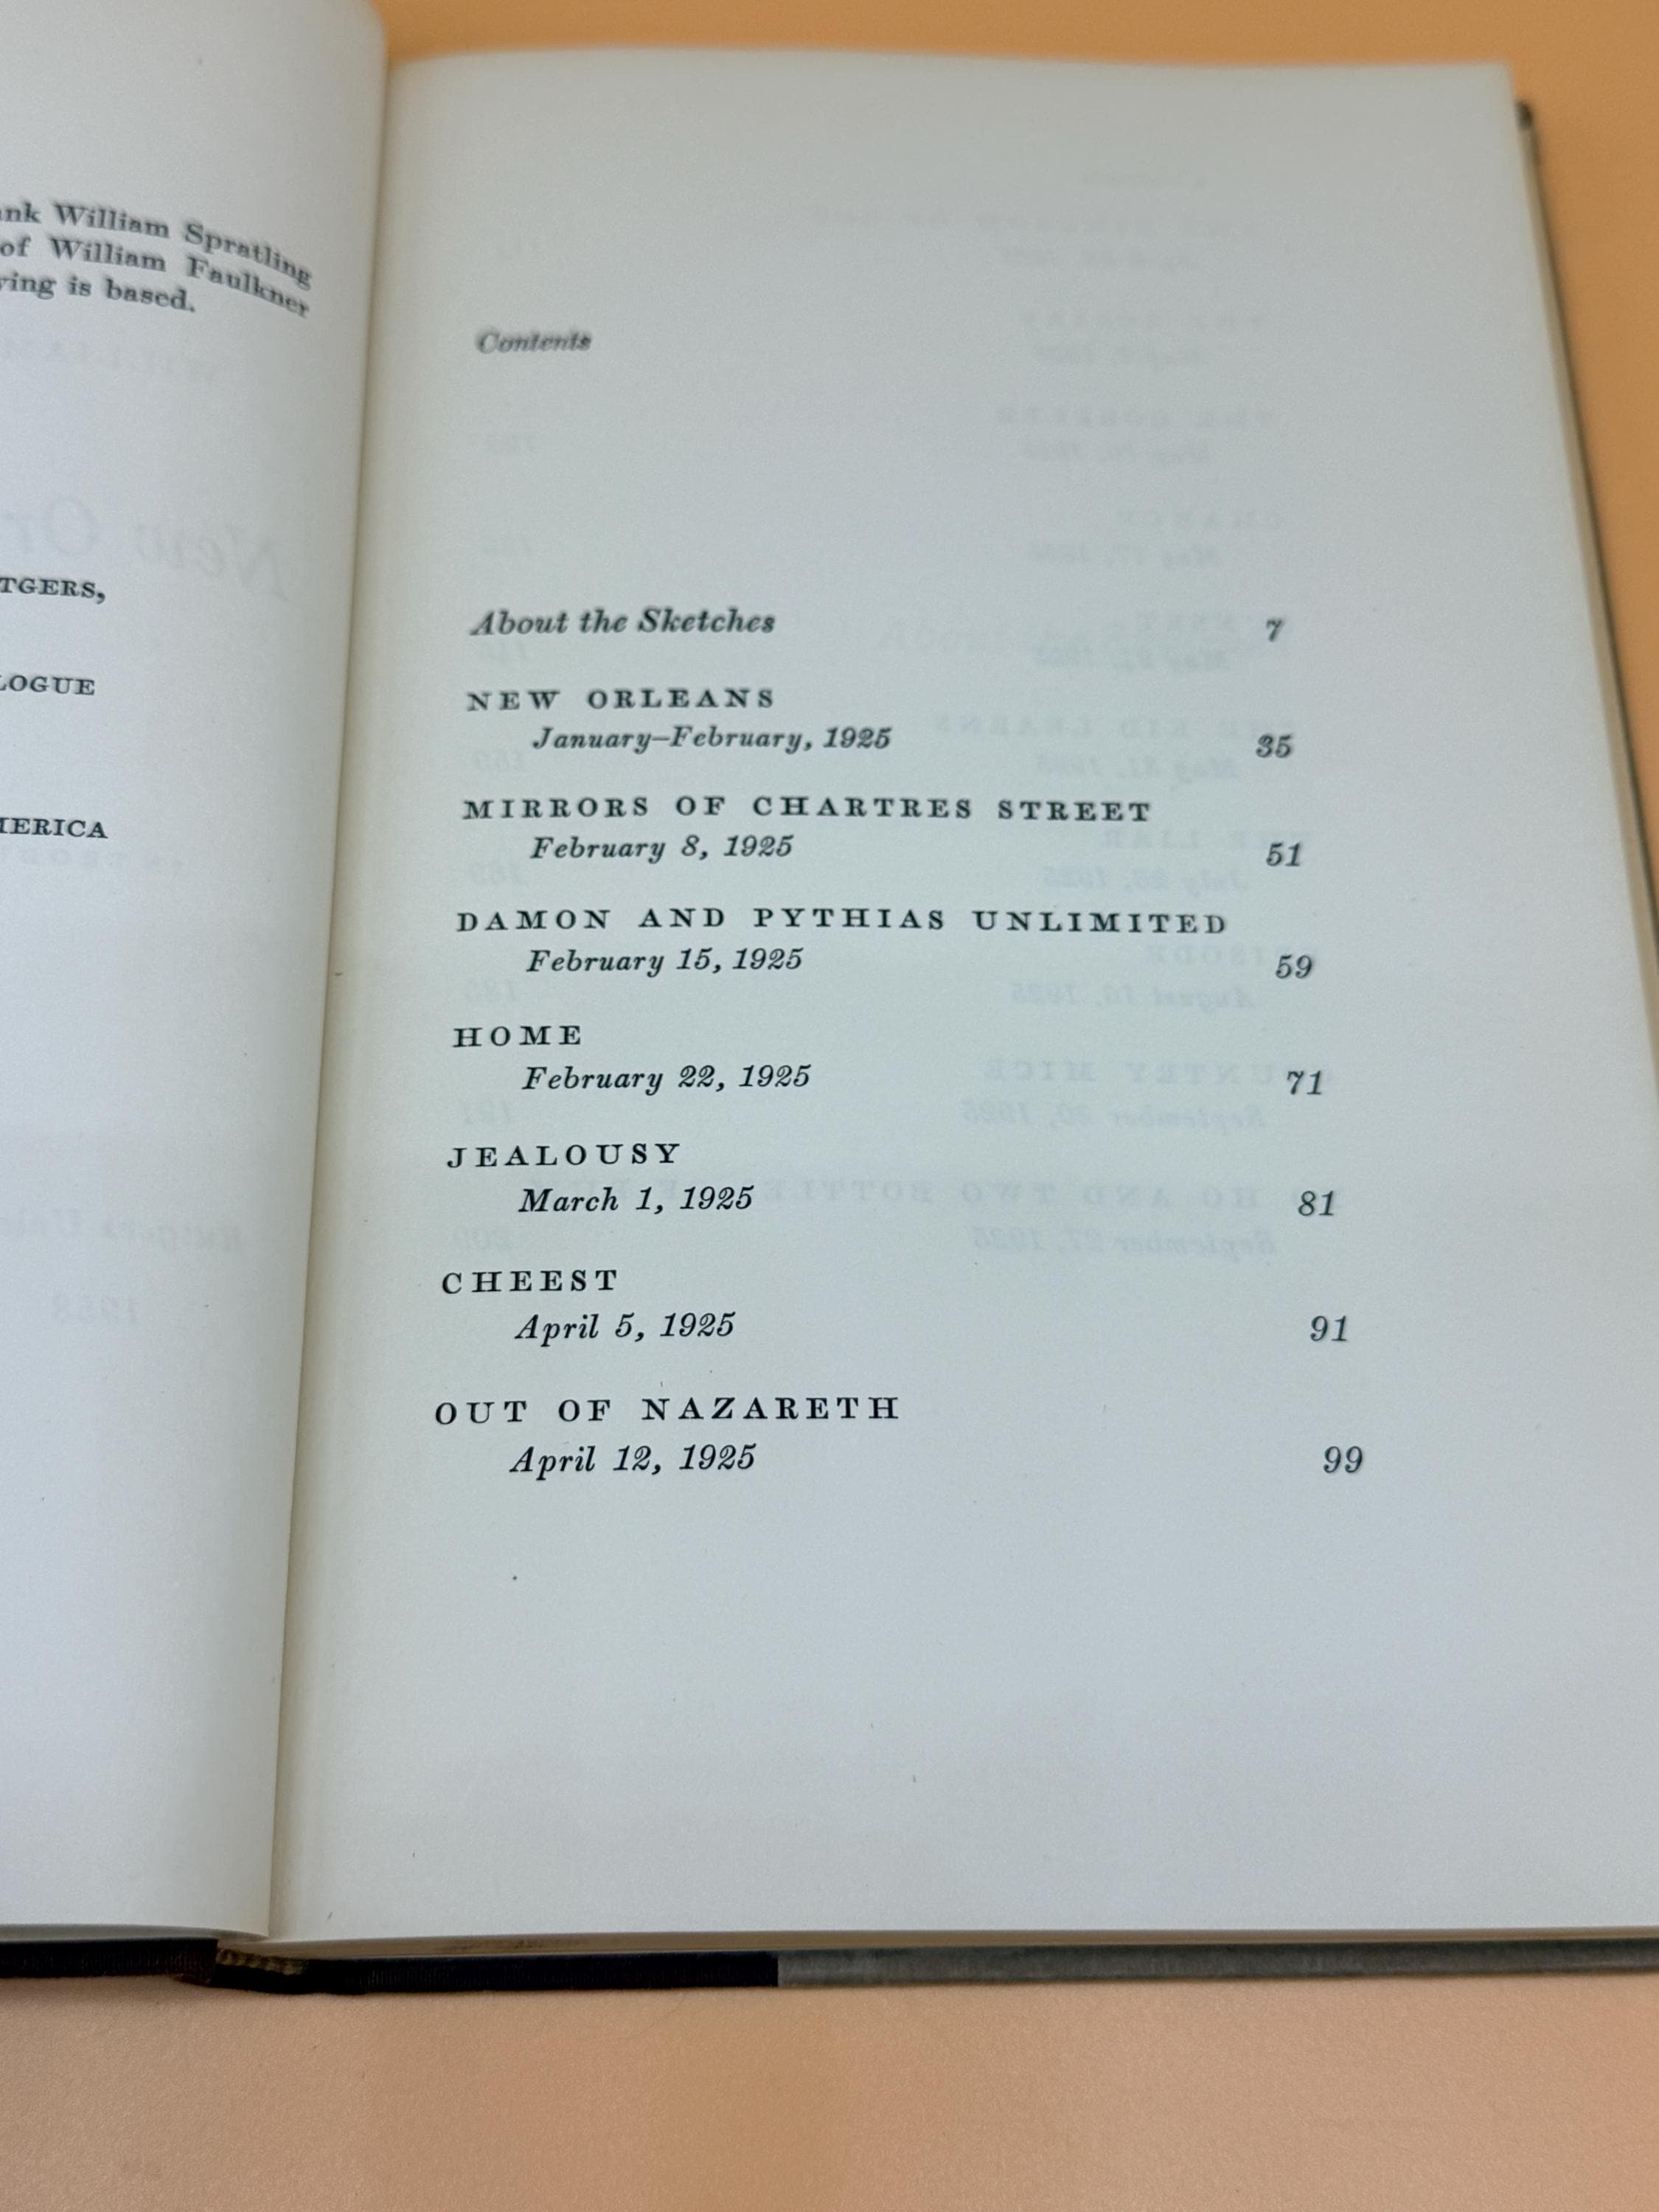 nk William Spratling
of William Faulkner
ing is based.
TGERS,
LOGUE
MERICA
Contents
About the Sketches 7
NEW ORLEANS
January–February, 1925 35
MIRRORS OF CHARTRES STREET
February 8, 1925 51
DAMON AND PYTHIAS UNLIMITED
February 15, 1925 59
HOME
February 22, 1925 71
JEALOUSY
March 1, 1925 81
CHEEST
April 5, 1925 91
OUT OF NAZARETH
April 12, 1925 99